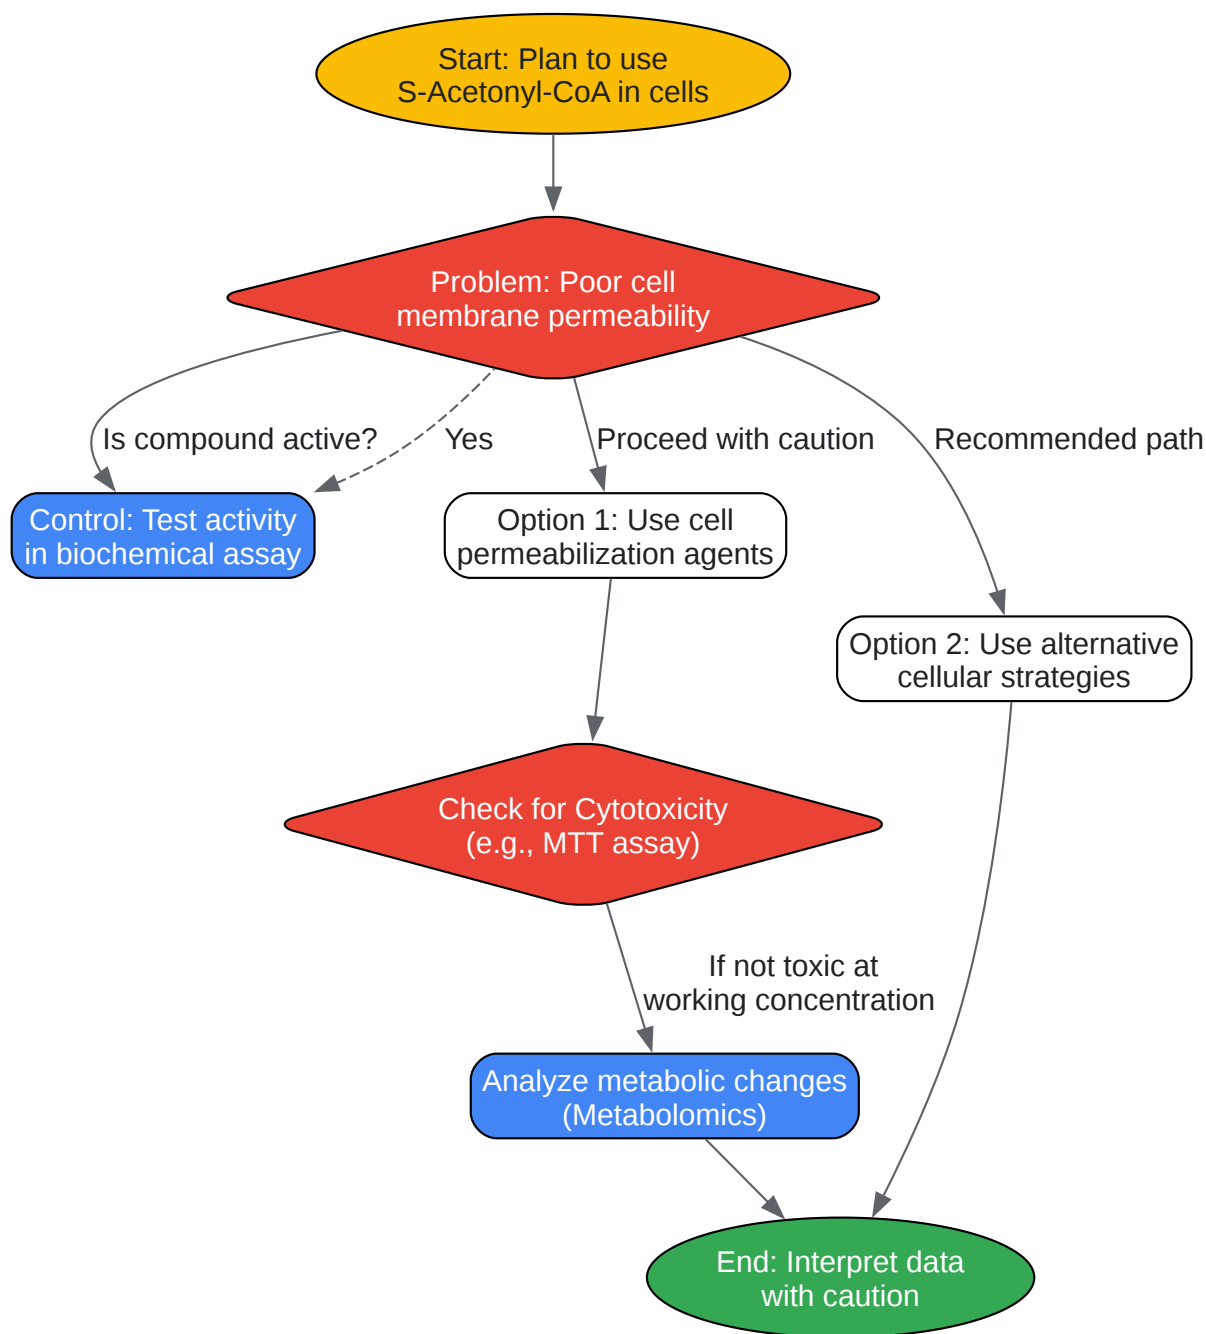 Start: Plan to use
S-Acetonyl-CoA in cells
Problem: Poor cell
membrane permeability
Is compound active?
Yes
Proceed with caution
Recommended path
Control: Test activity
in biochemical assay
Option 1: Use cell
permeabilization agents
Option 2: Use alternative
cellular strategies
Check for Cytotoxicity
(e.g., MTT assay)
If not toxic at
working concentration
Analyze metabolic changes
(Metabolomics)
End: Interpret data
with caution